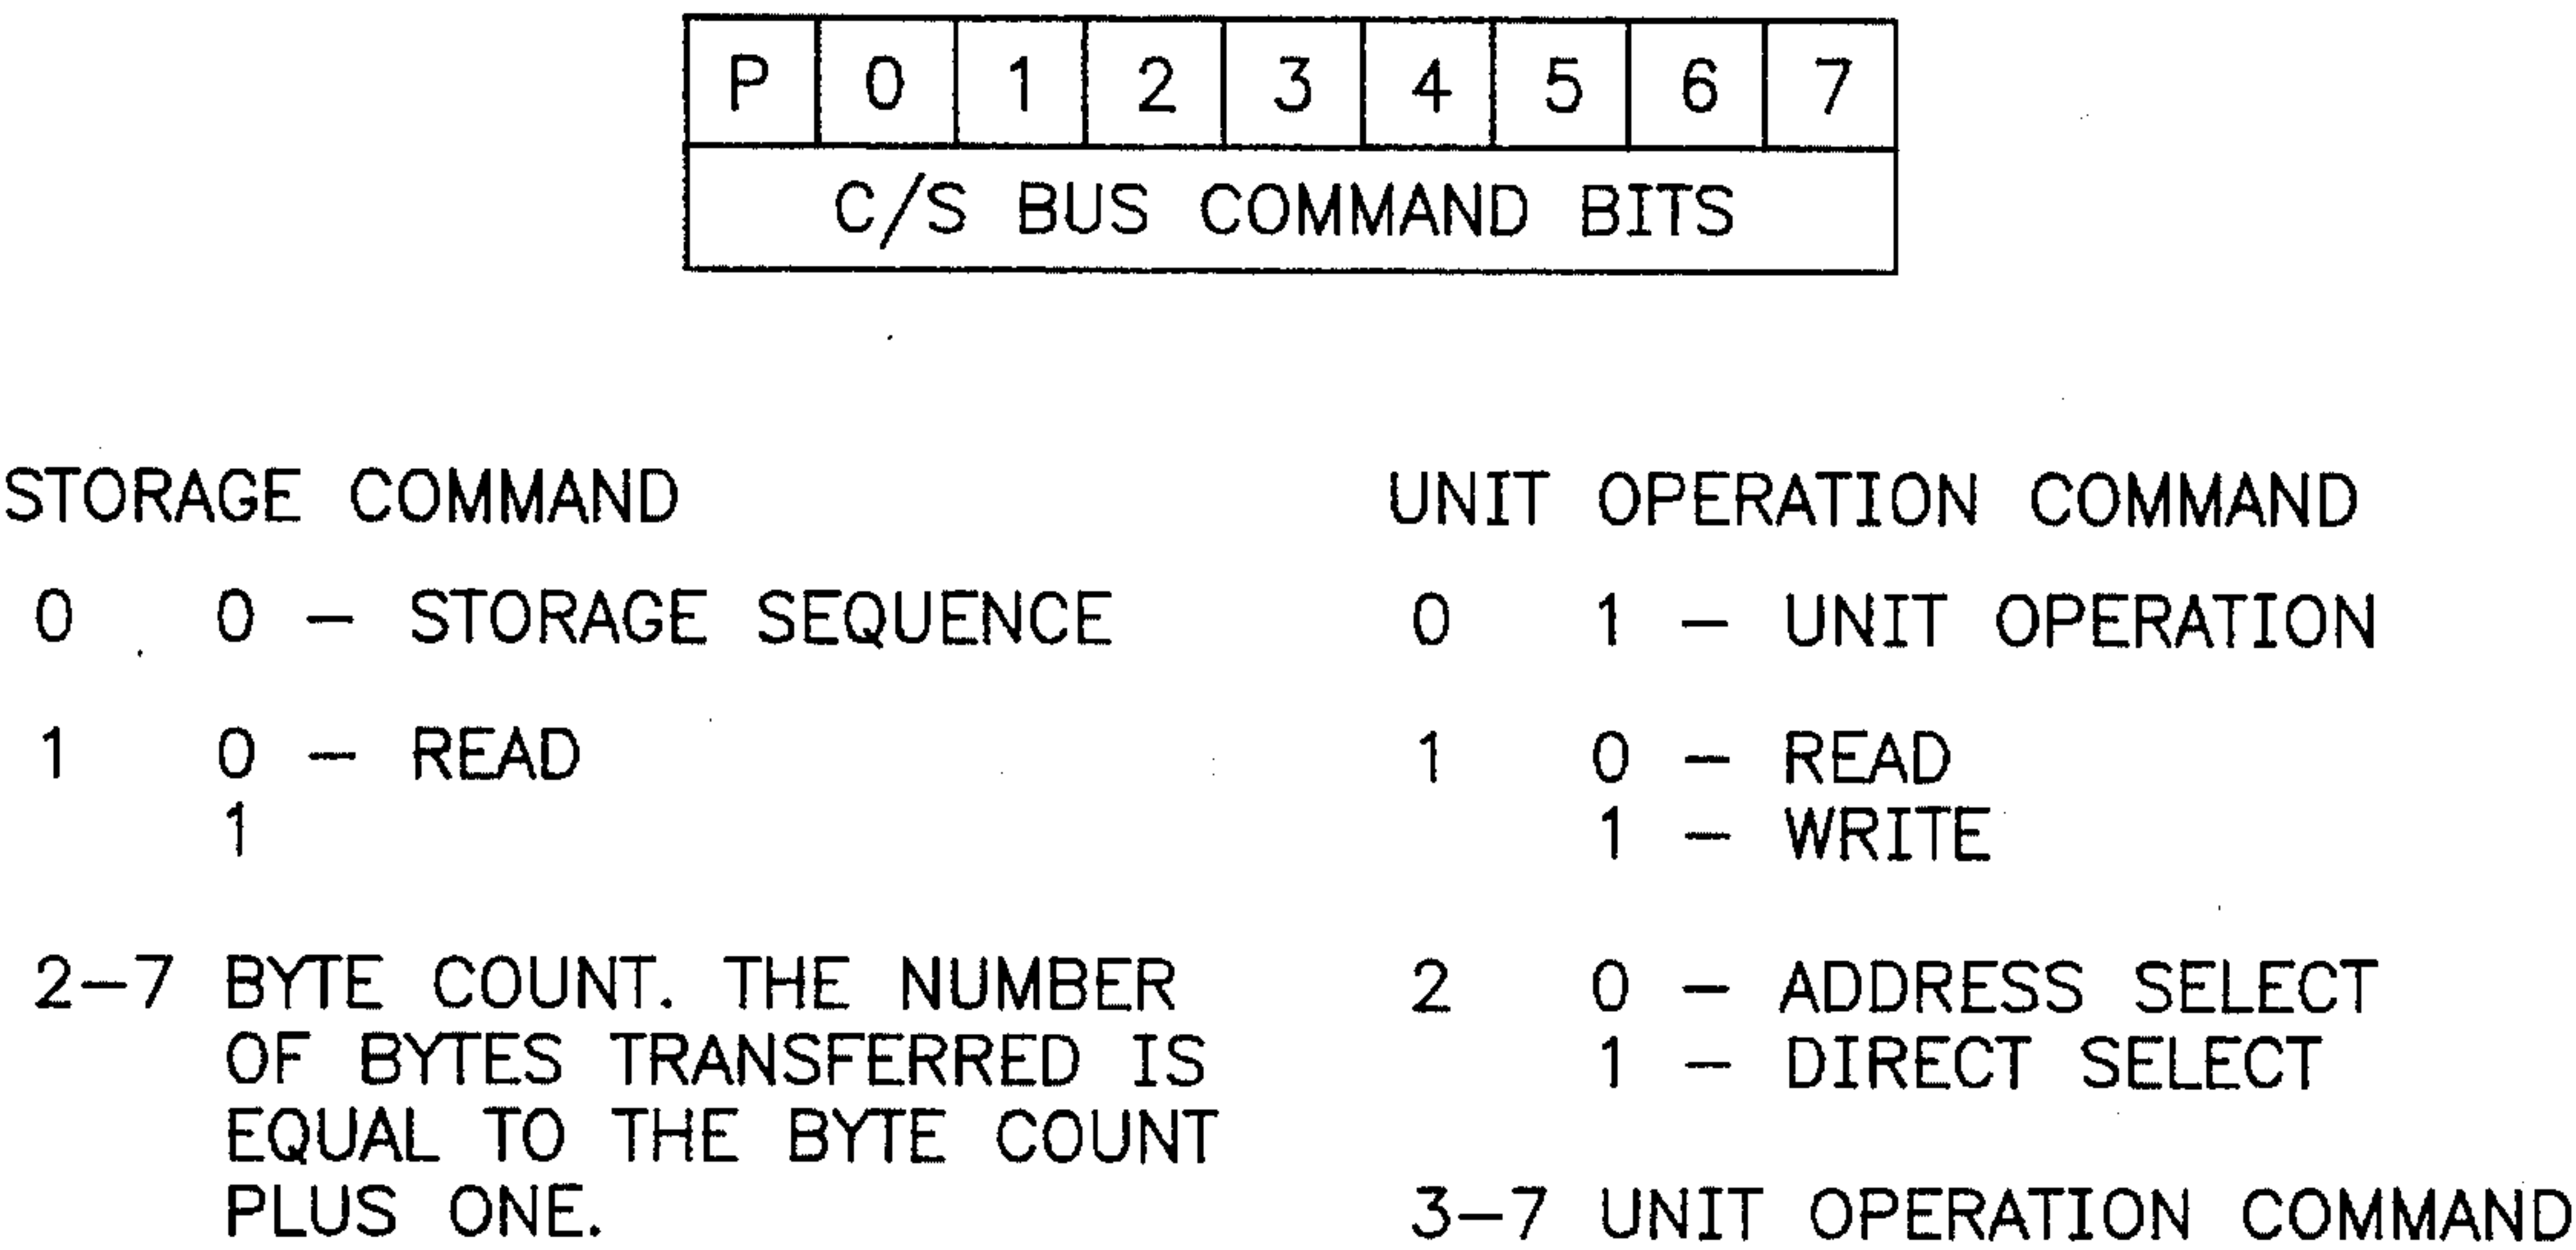 P 0 1 2 3 4 5 6 7
C/S BUS COMMAND BITS
STORAGE COMMAND
0 0 – STORAGE SEQUENCE
1 0 – READ
1
2–7 BYTE COUNT. THE NUMBER
OF BYTES TRANSFERRED IS
EQUAL TO THE BYTE COUNT
PLUS ONE.
UNIT OPERATION COMMAND
0 1 – UNIT OPERATION
1 0 – READ
1 – WRITE
2 0 – ADDRESS SELECT
1 – DIRECT SELECT
3–7 UNIT OPERATION COMMAND